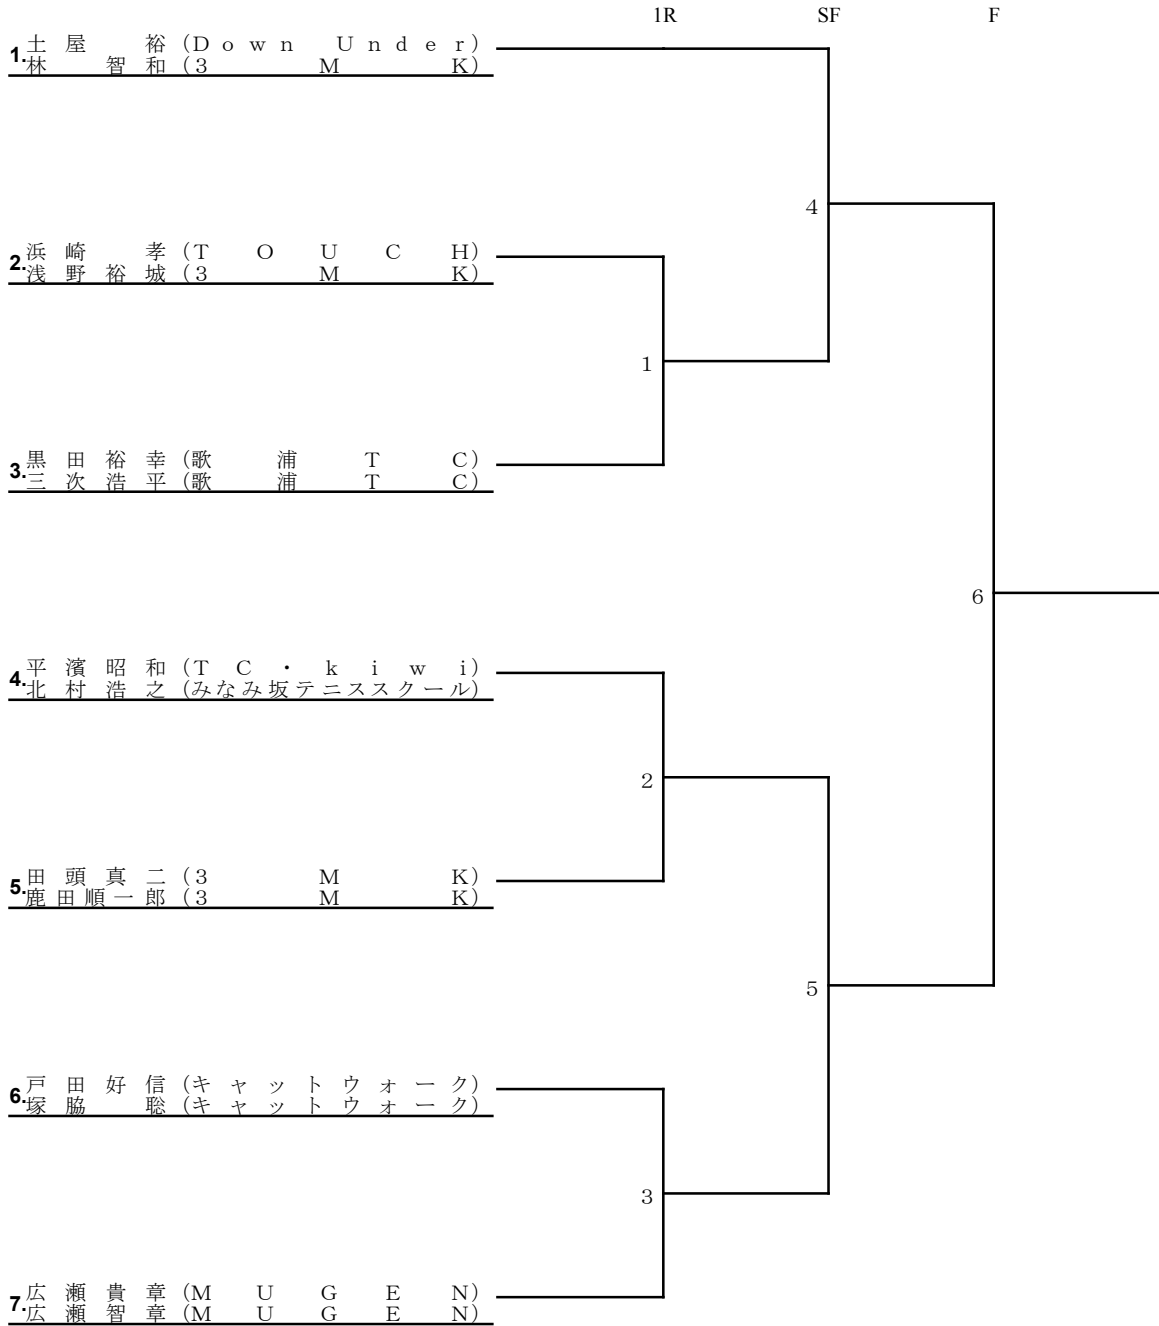 1R SF F
1. 土屋　裕 (Down Under)
林　智和 (3MK)
4
2. 浜崎　孝 (TOUCH)
浅野裕城 (3MK)
1
3. 黒田裕幸 (歌浦TC)
三次浩平 (歌浦TC)
6
4. 平濱昭和 (TC・kiwi)
北村浩之 (みなみ坂テニススクール)
2
5. 田頭真二 (3MK)
鹿田順一郎 (3MK)
5
6. 戸田好信 (キャットウォーク)
塚脇　聡 (キャットウォーク)
3
7. 広瀬貴章 (MUGEN)
広瀬智章 (MUGEN)